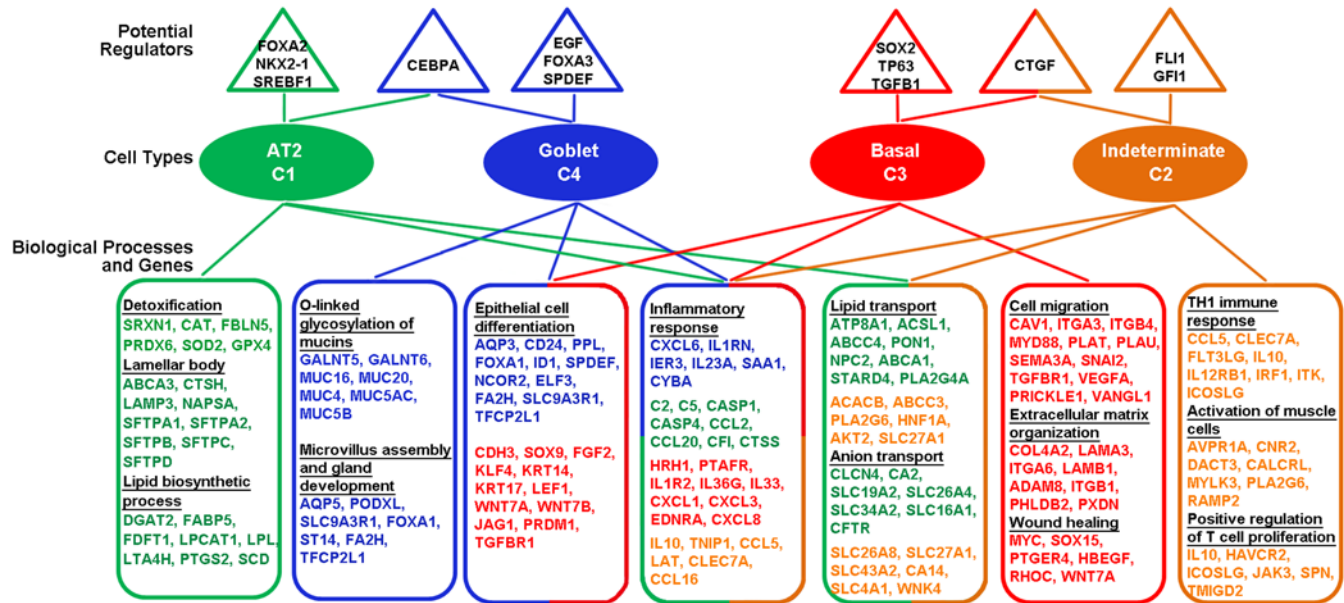 Potential
Regulators
FOXA2
NKX2-1
SREBF1
CEBPA
EGF
FOXA3
SPDEF
SOX2
TP63
TGFB1
CTGF
FLI1
GFI1
Cell Types
AT2
C1
Goblet
C4
Basal
C3
Indeterminate
C2
Biological Processes
and Genes
Detoxification
SRXN1, CAT, FBLN5,
PRDX6, SOD2, GPX4
Lamellar body
ABCA3, CTSH,
LAMP3, NAPSA,
SFTPA1, SFTPA2,
SFTPB, SFTPC,
SFTPD
Lipid biosynthetic
process
DGAT2, FABP5,
FDFT1, LPCAT1, LPL,
LTA4H, PTGS2, SCD
O-linked
glycosylation of
mucins
GALNT5, GALNT6,
MUC16, MUC20,
MUC4, MUC5AC,
MUC5B
Microvillus assembly
and gland
development
AQP5, PODXL,
SLC9A3R1, FOXA1,
ST14, FA2H,
TFCP2L1
Epithelial cell
differentiation
AQP3, CD24, PPL,
FOXA1, ID1, SPDEF,
NCOR2, ELF3,
FA2H, SLC9A3R1,
TFCP2L1
CDH3, SOX9, FGF2,
KLF4, KRT14,
KRT17, LEF1,
WNT7A, WNT7B,
JAG1, PRDM1,
TGFBR1
Inflammatory
response
CXCL6, IL1RN,
IER3, IL23A, SAA1,
CYBA
C2, C5, CASP1,
CASP4, CCL2,
CCL20, CFI, CTSS
HRH1, PTAFR,
IL1R2, IL36G, IL33,
CXCL1, CXCL3,
EDNRA, CXCL8
IL10, TNIP1, CCL5,
LAT, CLEC7A,
CCL16
Lipid transport
ATP8A1, ACSL1,
ABCC4, PON1,
NPC2, ABCA1,
STARD4, PLA2G4A
ACACB, ABCC3,
PLA2G6, HNF1A,
AKT2, SLC27A1
Anion transport
CLCN4, CA2,
SLC19A2, SLC26A4,
SLC34A2, SLC16A1,
CFTR
SLC26A8, SLC27A1,
SLC43A2, CA14,
SLC4A1, WNK4
Cell migration
CAV1, ITGA3, ITGB4,
MYD88, PLAT, PLAU,
SEMA3A, SNAI2,
TGFBR1, VEGFA,
PRICKLE1, VANGL1
Extracellular matrix
organization
COL4A2, LAMA3,
ITGA6, LAMB1,
ADAM8, ITGB1,
PHLDB2, PXDN
Wound healing
MYC, SOX15,
PTGER4, HBEGF,
RHOC, WNT7A
TH1 immune
response
CCL5, CLEC7A,
FLT3LG, IL10,
IL12RB1, IRF1, ITK,
ICOSLG
Activation of muscle
cells
AVPR1A, CNR2,
DACT3, CALCRL,
MYLK3, PLA2G6,
RAMP2
Positive regulation
of T cell proliferation
IL10, HAVCR2,
ICOSLG, JAK3, SPN,
TMIGD2